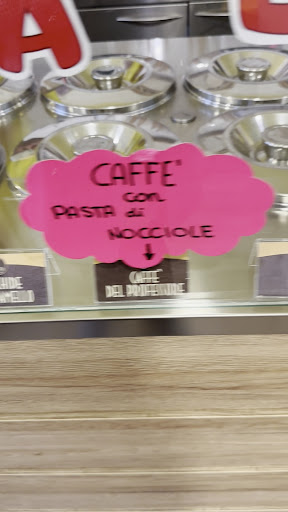 A
CAFFE'
con
PASTA di
NOCCIOLE
CAFFE'
DEL PROFESSORE